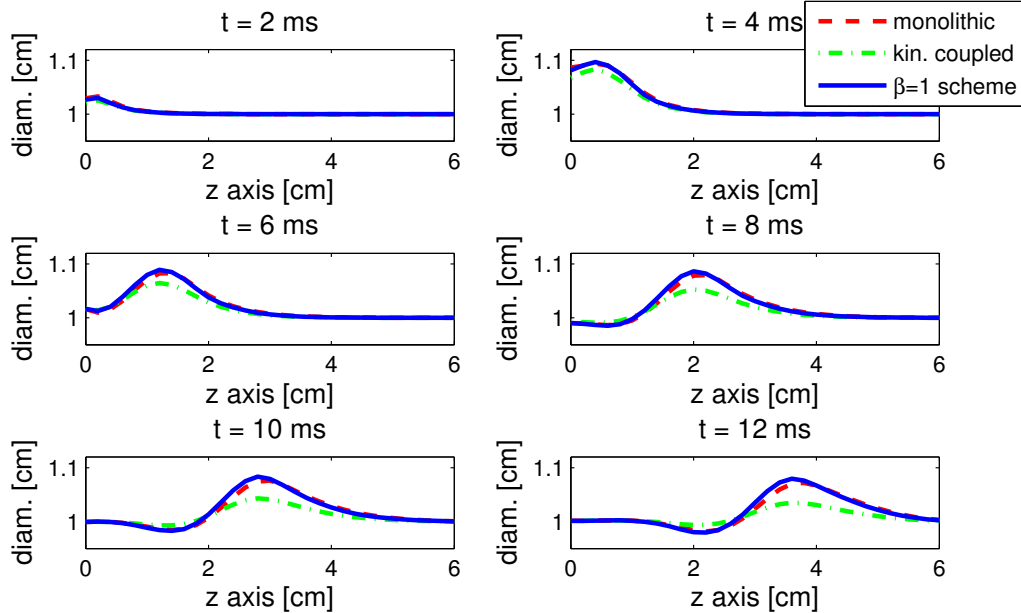 t = 2 ms
diam. [cm]
1.1
1
0
2
4
6
z axis [cm]
t = 4 ms
diam. [cm]
1.1
1
0
2
4
6
z axis [cm]
monolithic
kin. coupled
β=1 scheme
t = 6 ms
diam. [cm]
1.1
1
0
2
4
6
z axis [cm]
t = 8 ms
diam. [cm]
1.1
1
0
2
4
6
z axis [cm]
t = 10 ms
diam. [cm]
1.1
1
0
2
4
6
z axis [cm]
t = 12 ms
diam. [cm]
1.1
1
0
2
4
6
z axis [cm]